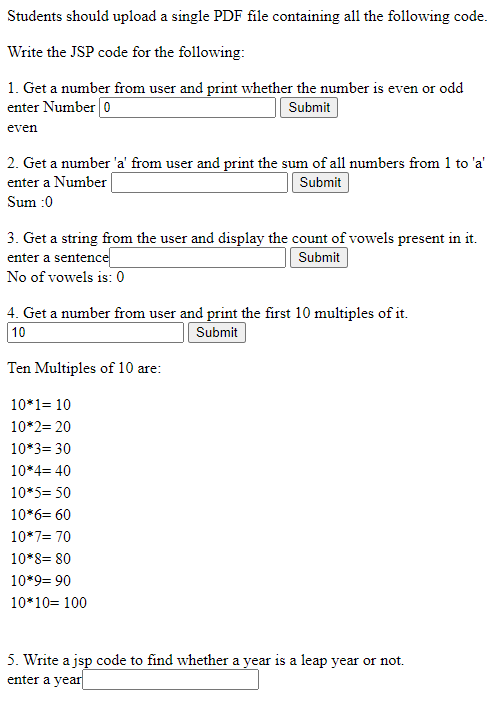 Students should upload a single PDF file containing all the following code.
Write the JSP code for the following:
1. Get a number from user and print whether the number is even or odd
enter Number 0 Submit
even
2. Get a number 'a' from user and print the sum of all numbers from 1 to 'a'
enter a Number Submit
Sum :0
3. Get a string from the user and display the count of vowels present in it.
enter a sentence Submit
No of vowels is: 0
4. Get a number from user and print the first 10 multiples of it.
10 Submit
Ten Multiples of 10 are:
10*1= 10
10*2= 20
10*3= 30
10*4= 40
10*5= 50
10*6= 60
10*7= 70
10*8= 80
10*9= 90
10*10= 100
5. Write a jsp code to find whether a year is a leap year or not.
enter a year